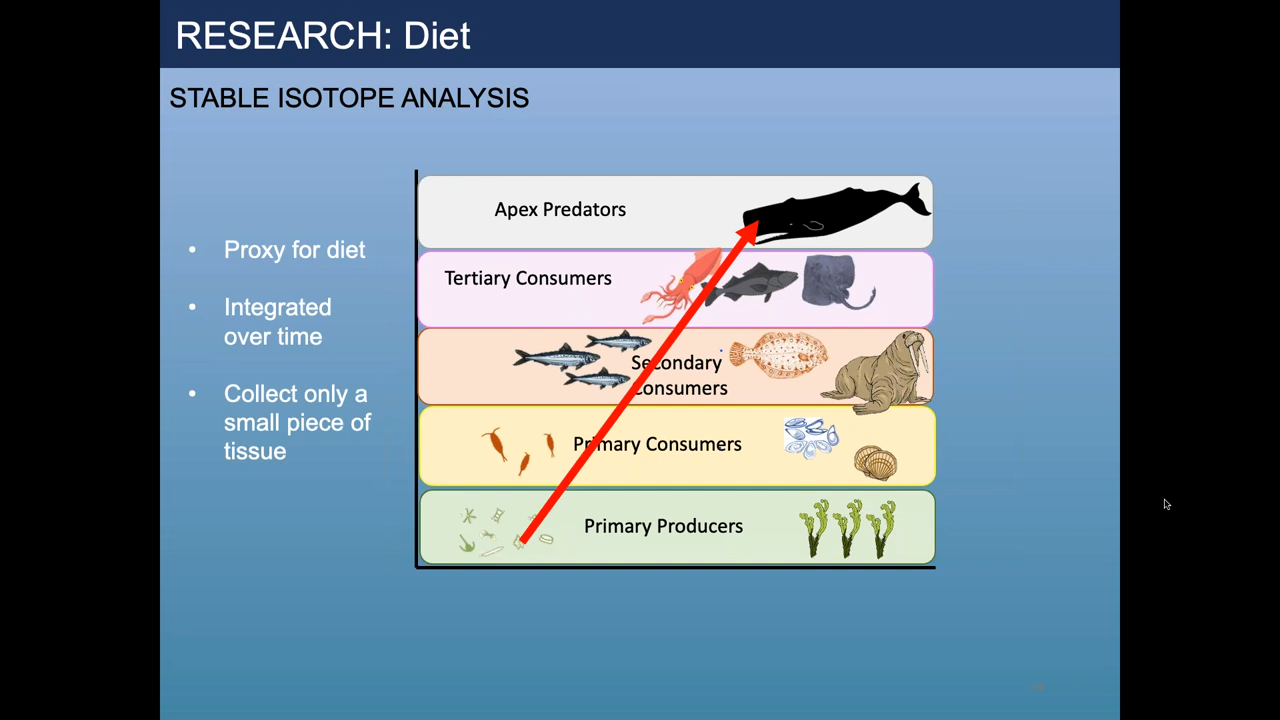 RESEARCH: Diet
STABLE ISOTOPE ANALYSIS
• Proxy for diet
• Integrated
over time
• Collect only a
small piece of
tissue
Apex Predators
Tertiary Consumers
Secondary
Consumers
Primary Consumers
Primary Producers